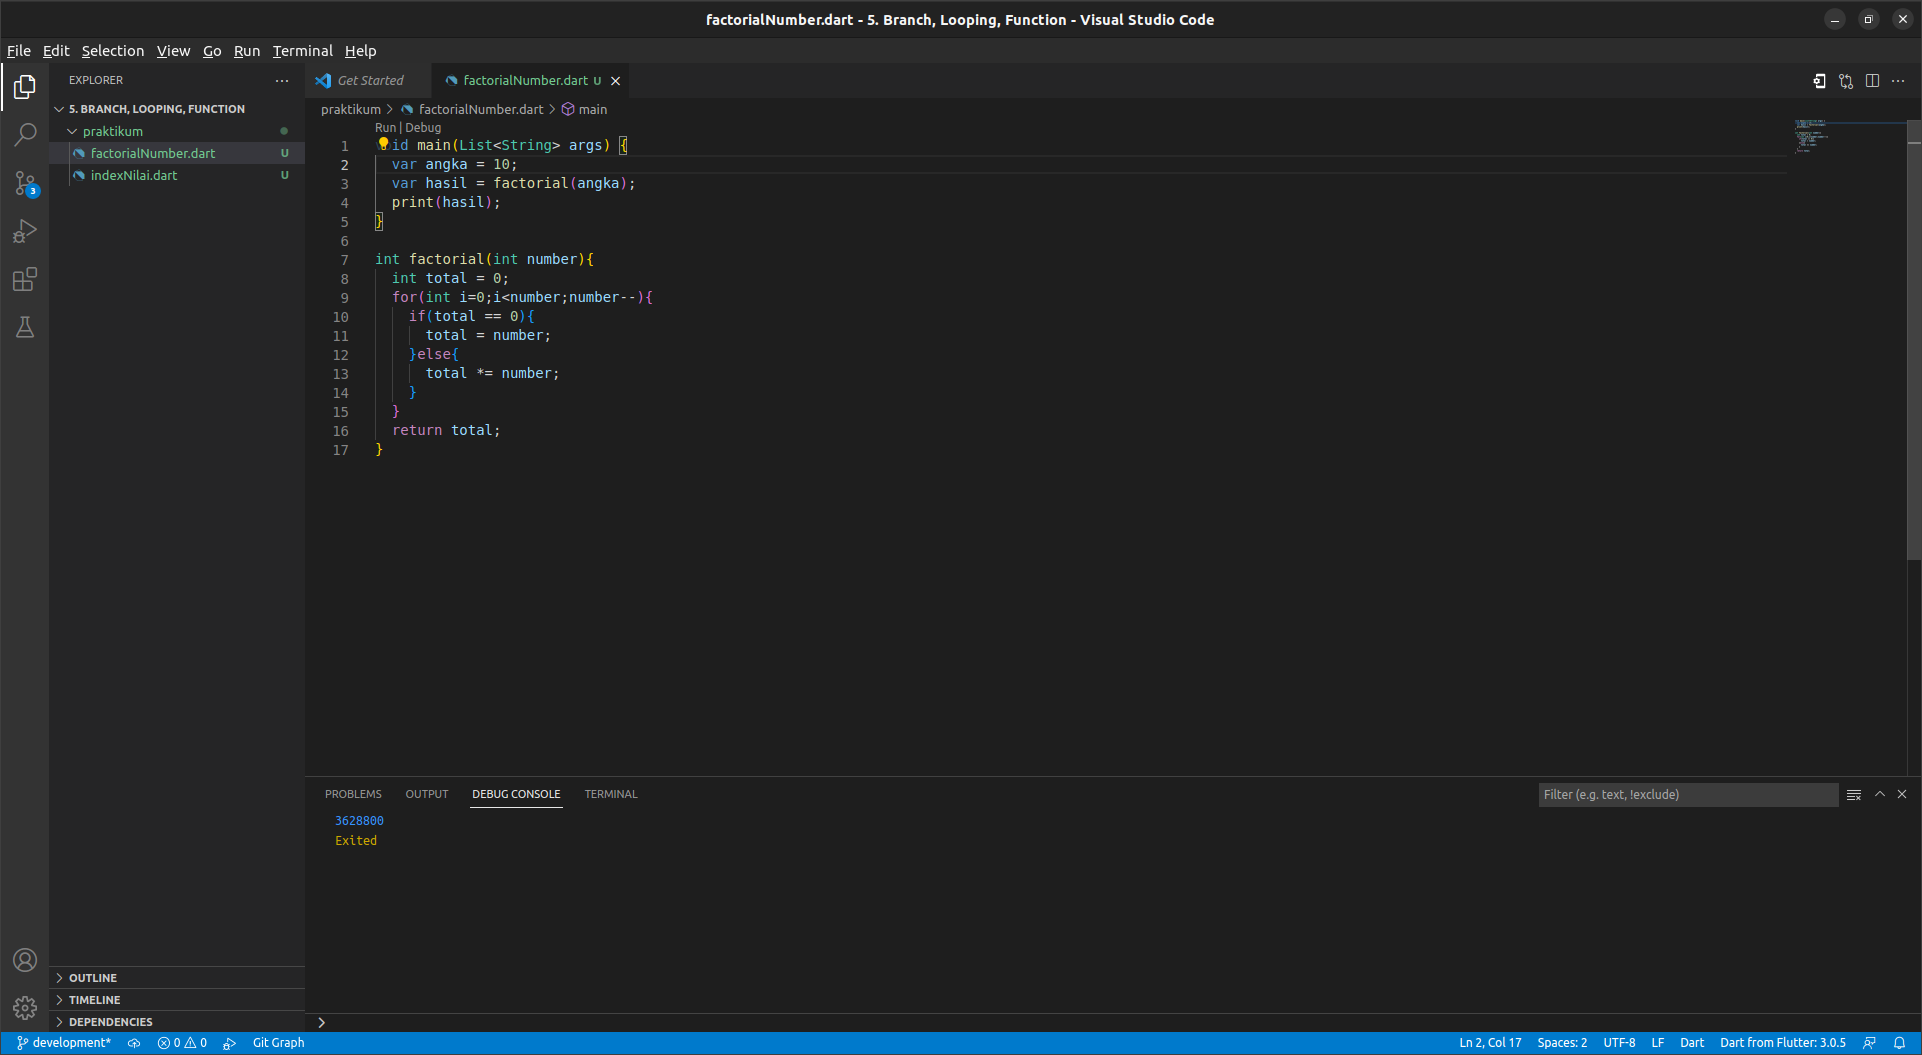 factorialNumber.dart - 5. Branch, Looping, Function - Visual Studio Code
File Edit Selection View Go Run Terminal Help
EXPLORER
5. BRANCH, LOOPING, FUNCTION
praktikum
factorialNumber.dart U
indexNilai.dart U
3
OUTLINE
TIMELINE
DEPENDENCIES
Get Started
factorialNumber.dart U
praktikum > factorialNumber.dart > main
Run | Debug
1 id main(List<String> args) {
2 var angka = 10;
3 var hasil = factorial(angka);
4 print(hasil);
5 }
6
7 int factorial(int number){
8 int total = 0;
9 for(int i=0;i<number;number--){
10 if(total == 0){
11 total = number;
12 }else{
13 total *= number;
14 }
15 }
16 return total;
17 }
PROBLEMS OUTPUT DEBUG CONSOLE TERMINAL
Filter (e.g. text, !exclude)
3628800
Exited
>
development* 0 0 Git Graph
Ln 2, Col 17 Spaces: 2 UTF-8 LF Dart Dart from Flutter: 3.0.5